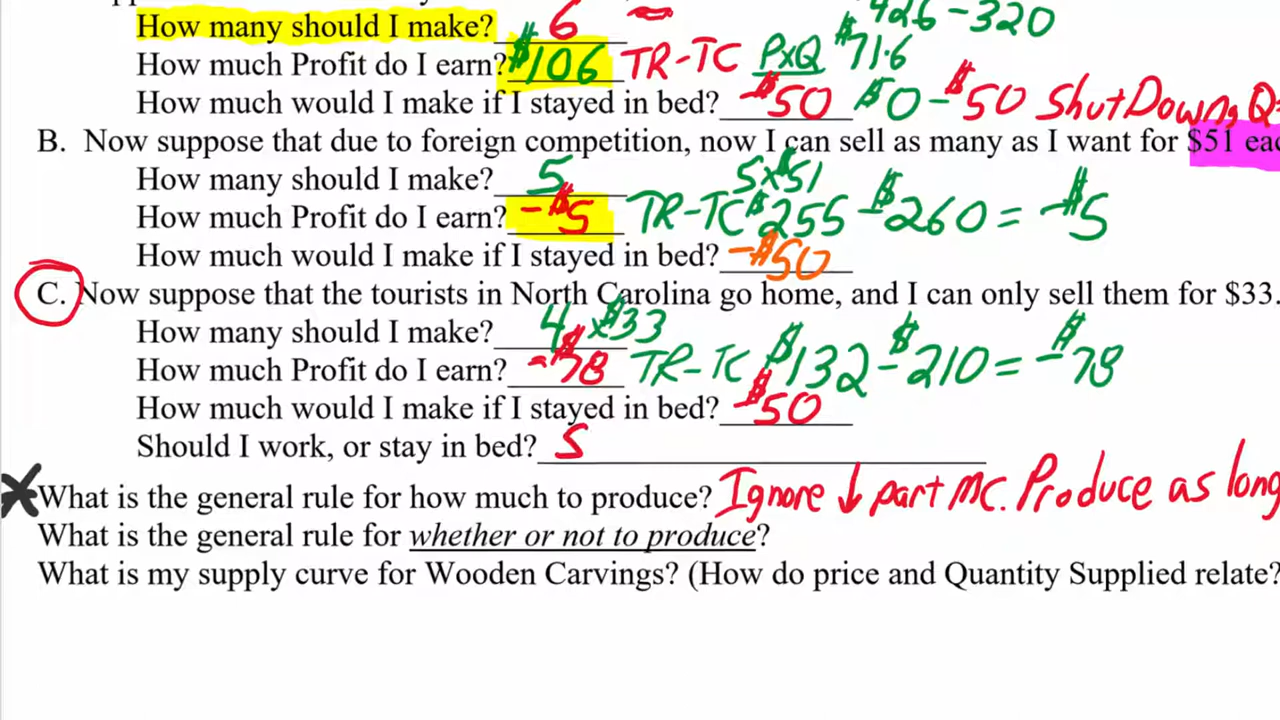 How many should I make? 6 $426-320
How much Profit do I earn? $106 TR-TC PxQ $71·6
How much would I make if I stayed in bed? -$50 $0-$50 ShutDown, Q=
B. Now suppose that due to foreign competition, now I can sell as many as I want for $51 eac
How many should I make? 5 5x$51
How much Profit do I earn? -$5 TR-TC $255-$260=-$5
How much would I make if I stayed in bed? -$50
C. Now suppose that the tourists in North Carolina go home, and I can only sell them for $33.
How many should I make? 4 x$33
How much Profit do I earn? -$78 TR-TC $132-$210=-$78
How much would I make if I stayed in bed? -$50
Should I work, or stay in bed? S
What is the general rule for how much to produce? Ignore ↓ part MC. Produce as long
What is the general rule for whether or not to produce?
What is my supply curve for Wooden Carvings? (How do price and Quantity Supplied relate?